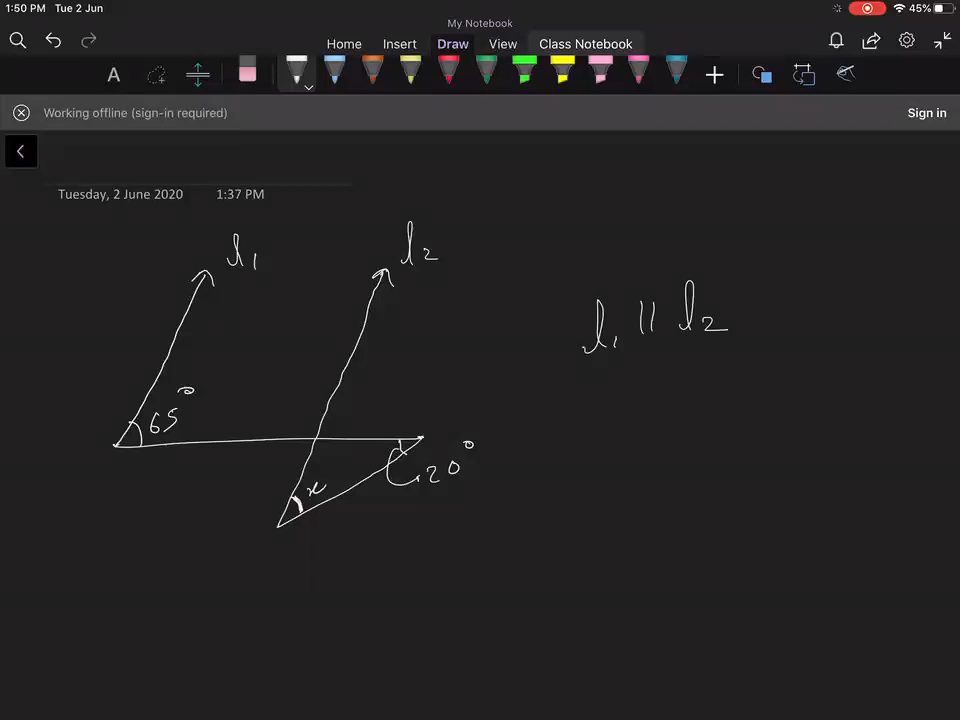 1:50 PM Tue 2 Jun
45%
My Notebook
Home Insert Draw View Class Notebook
A
Working offline (sign-in required) Sign in
Tuesday, 2 June 2020 1:37 PM
l₁ l₂
l₁ || l₂
65°
20°
x